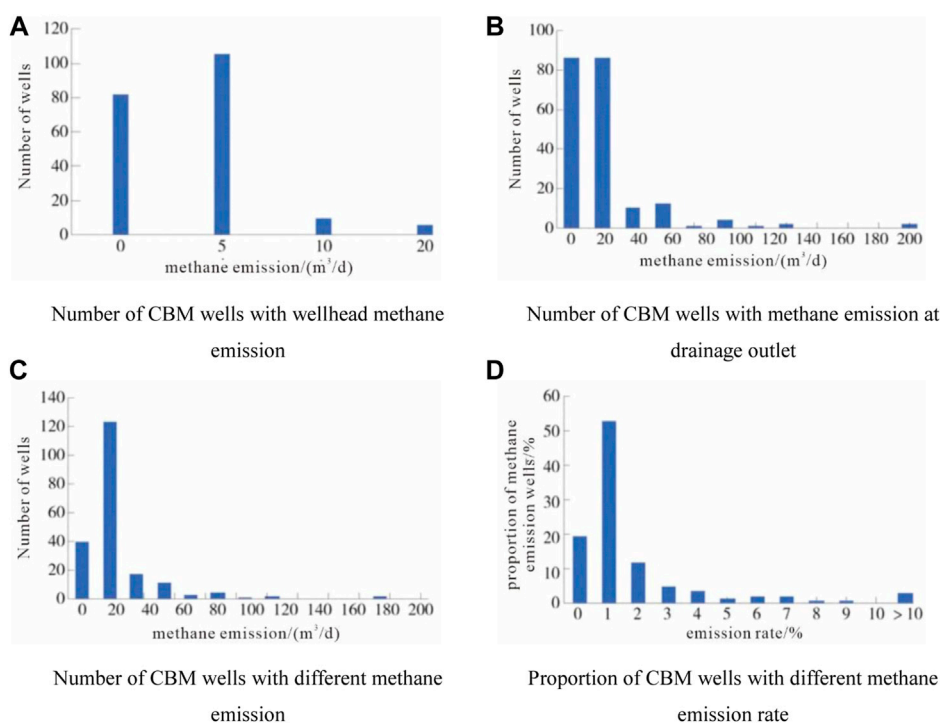 A
120
100
80
60
40
20
0
Number of wells
0 5 10 20
methane emission/(m³/d)
Number of CBM wells with wellhead methane
emission
B
100
80
60
40
20
0
Number of wells
0 20 40 60 80 100 120 140 160 180 200
methane emission/(m³/d)
Number of CBM wells with methane emission at
drainage outlet
C
140
120
100
80
60
40
20
0
Number of wells
0 20 40 60 80 100 120 140 160 180 200
methane emission/(m³/d)
Number of CBM wells with different methane
emission
D
60
50
40
30
20
10
0
proportion of methane
emission wells/%
0 1 2 3 4 5 6 7 8 9 10 >10
emission rate/%
Proportion of CBM wells with different methane
emission rate